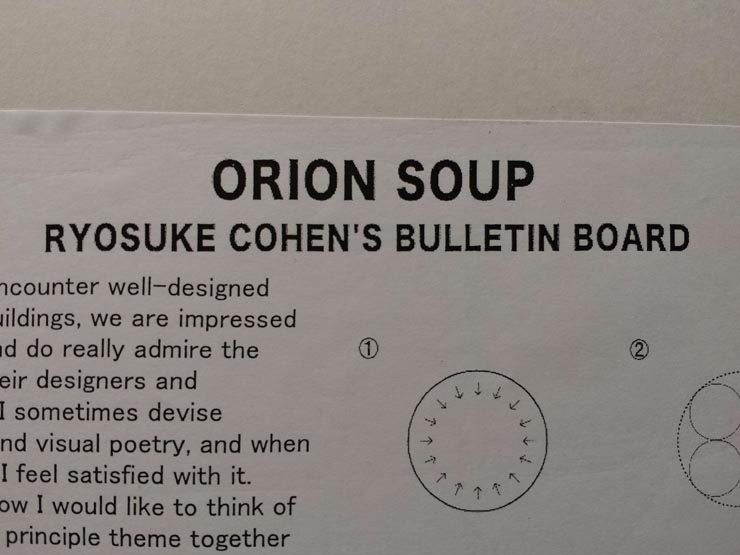 ORION SOUP
RYOSUKE COHEN'S BULLETIN BOARD
ncounter well-designed
uildings, we are impressed
nd do really admire the
eir designers and
I sometimes devise
nd visual poetry, and when
I feel satisfied with it.
ow I would like to think of
principle theme together
① ②